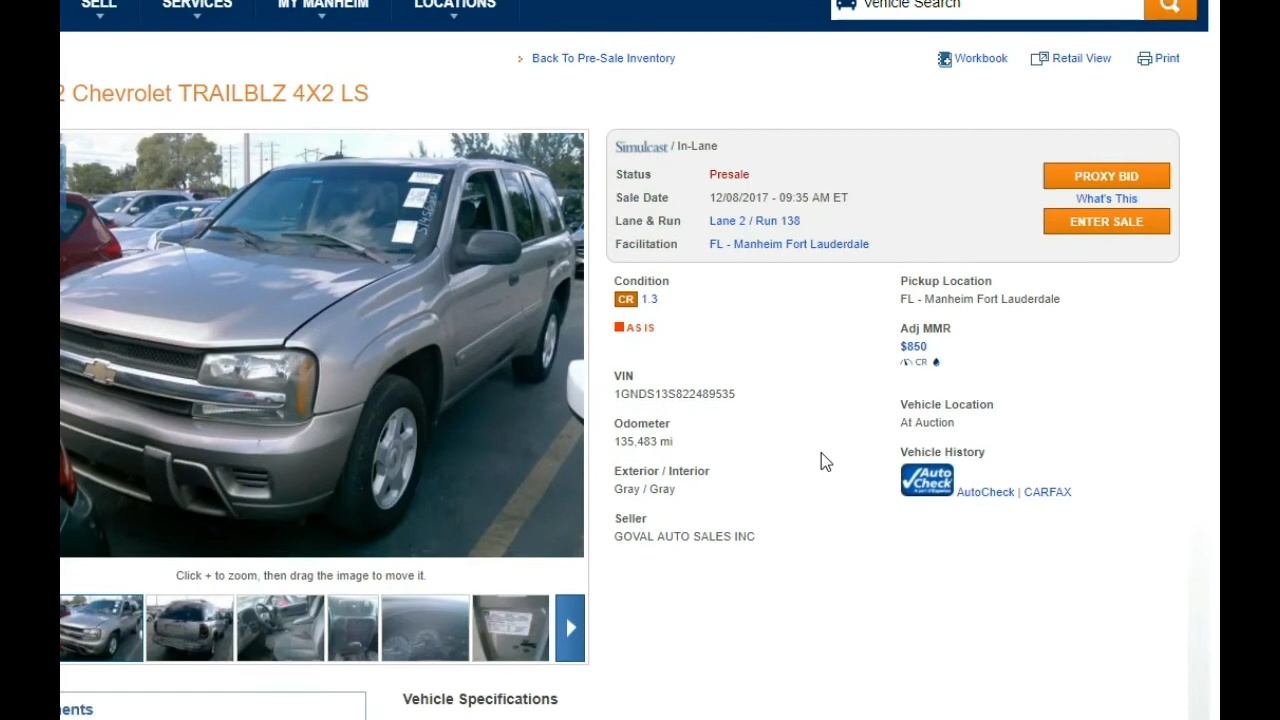 SELL SERVICES MY MANHEIM LOCATIONS Vehicle Search
Back To Pre-Sale Inventory Workbook Retail View Print
2 Chevrolet TRAILBLZ 4X2 LS
Simulcast / In-Lane
Status Presale PROXY BID
Sale Date 12/08/2017 - 09:35 AM ET What's This
Lane & Run Lane 2 / Run 138 ENTER SALE
Facilitation FL - Manheim Fort Lauderdale
Condition
CR 1.3
AS IS
VIN
1GNDS13S822489535
Odometer
135,483 mi
Exterior / Interior
Gray / Gray
Seller
GOVAL AUTO SALES INC
Pickup Location
FL - Manheim Fort Lauderdale
Adj MMR
$850
CR
Vehicle Location
At Auction
Vehicle History
Auto
Check
AutoCheck | CARFAX
Click + to zoom, then drag the image to move it.
ents
Vehicle Specifications